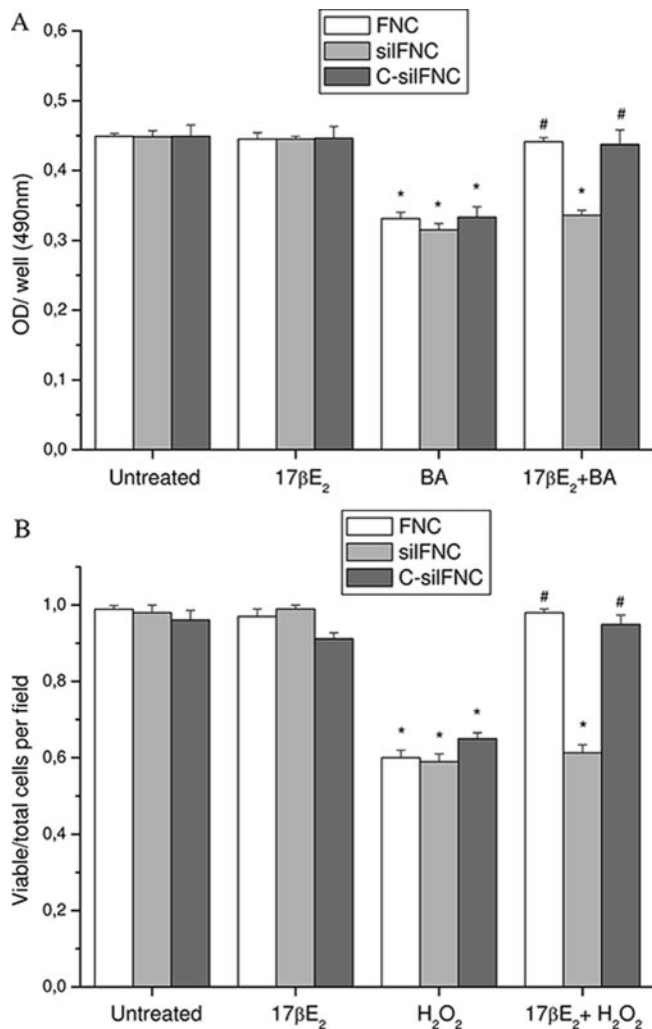 A
FNC
silFNC
C-silFNC
OD/ well (490nm)
0,6
0,5
0,4
0,3
0,2
0,1
0,0
* * *
# * #
Untreated 17βE₂ BA 17βE₂+BA
B
FNC
silFNC
C-silFNC
Viable/total cells per field
1,0
0,8
0,6
0,4
0,2
0,0
* * *
# * #
Untreated 17βE₂ H₂O₂ 17βE₂+ H₂O₂